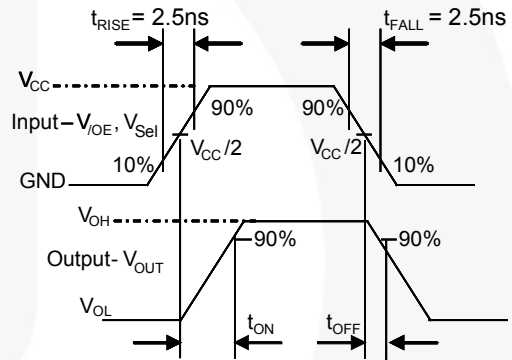 tRISE = 2.5ns
tFALL = 2.5ns
VCC
90%
90%
Input – V/OE, VSel
VCC/2
VCC/2
10%
10%
GND
VOH
90%
90%
Output- VOUT
VOL
tON
tOFF